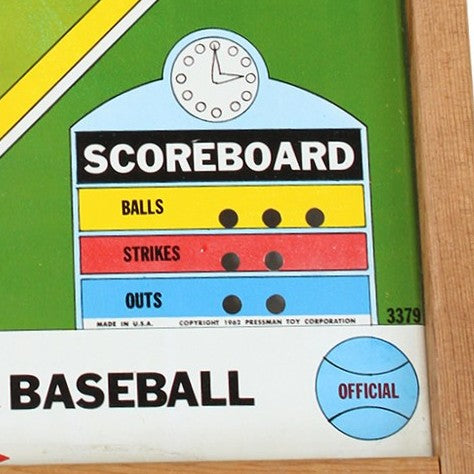 SCOREBOARD
BALLS
STRIKES
OUTS
MADE IN U.S.A. COPYRIGHT 1962 PRESSMAN TOY CORPORATION
3379
BASEBALL
OFFICIAL